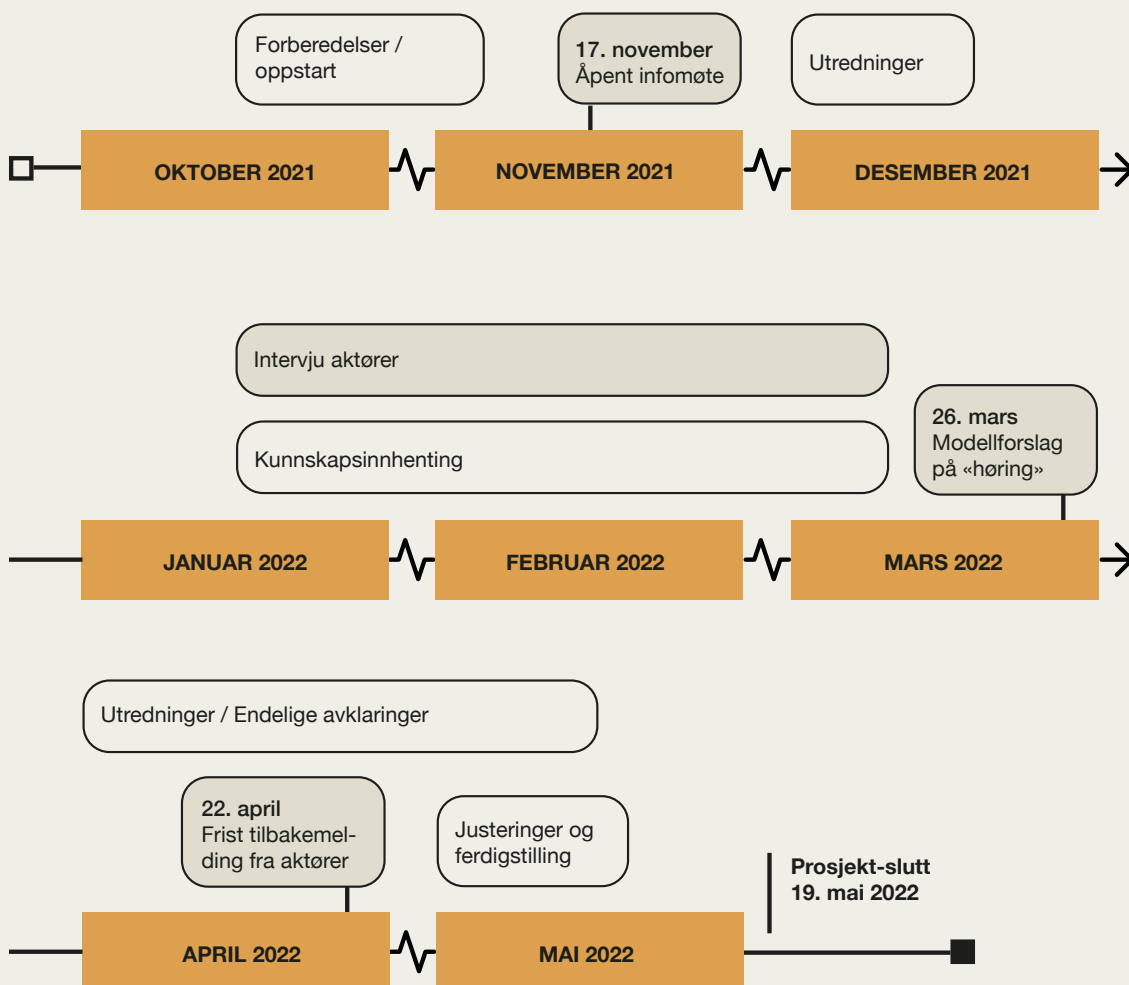 Forberedelser /
oppstart
17. november
Åpent infomøte
Utredninger
OKTOBER 2021
NOVEMBER 2021
DESEMBER 2021
Intervju aktører
Kunnskapsinnhenting
26. mars
Modellforslag
på «høring»
JANUAR 2022
FEBRUAR 2022
MARS 2022
Utredninger / Endelige avklaringer
22. april
Frist tilbakemel-
ding fra aktører
Justeringer og
ferdigstilling
Prosjekt-slutt
19. mai 2022
APRIL 2022
MAI 2022